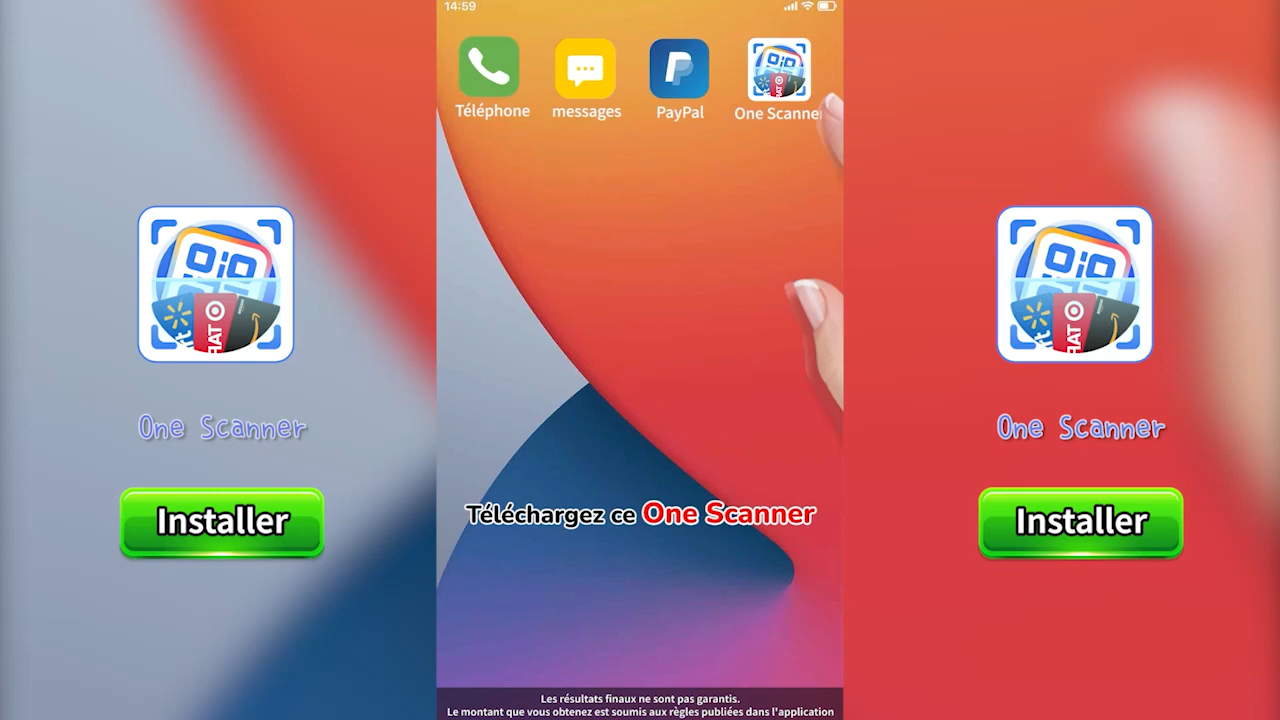 14:59
Téléphone
messages
PayPal
One Scanne
One Scanner
Installer
Téléchargez ce One Scanner
One Scanner
Installer
Les résultats finaux ne sont pas garantis.
Le montant que vous obtenez est soumis aux règles publiées dans l'application